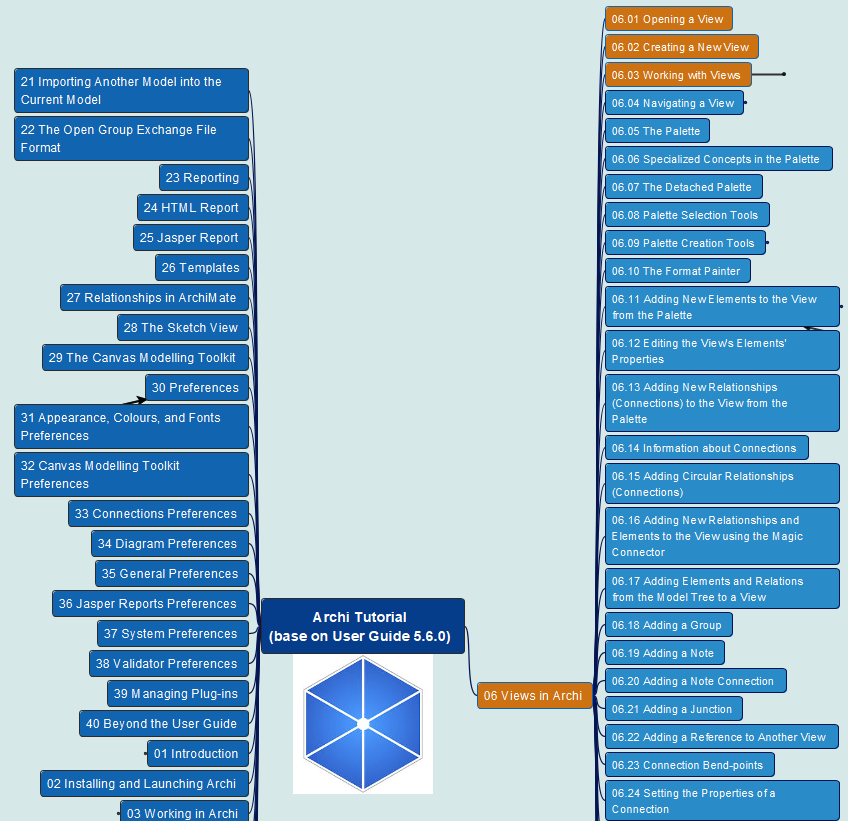 21 Importing Another Model into the
Current Model
22 The Open Group Exchange File
Format
23 Reporting
24 HTML Report
25 Jasper Report
26 Templates
27 Relationships in ArchiMate
28 The Sketch View
29 The Canvas Modelling Toolkit
30 Preferences
31 Appearance, Colours, and Fonts
Preferences
32 Canvas Modelling Toolkit
Preferences
33 Connections Preferences
34 Diagram Preferences
35 General Preferences
36 Jasper Reports Preferences
37 System Preferences
38 Validator Preferences
39 Managing Plug-ins
40 Beyond the User Guide
01 Introduction
02 Installing and Launching Archi
03 Working in Archi
Archi Tutorial
(base on User Guide 5.6.0)
06 Views in Archi
06.01 Opening a View
06.02 Creating a New View
06.03 Working with Views
06.04 Navigating a View
06.05 The Palette
06.06 Specialized Concepts in the Palette
06.07 The Detached Palette
06.08 Palette Selection Tools
06.09 Palette Creation Tools
06.10 The Format Painter
06.11 Adding New Elements to the View
from the Palette
06.12 Editing the View's Elements'
Properties
06.13 Adding New Relationships
(Connections) to the View from the
Palette
06.14 Information about Connections
06.15 Adding Circular Relationships
(Connections)
06.16 Adding New Relationships and
Elements to the View using the Magic
Connector
06.17 Adding Elements and Relations
from the Model Tree to a View
06.18 Adding a Group
06.19 Adding a Note
06.20 Adding a Note Connection
06.21 Adding a Junction
06.22 Adding a Reference to Another View
06.23 Connection Bend-points
06.24 Setting the Properties of a
Connection